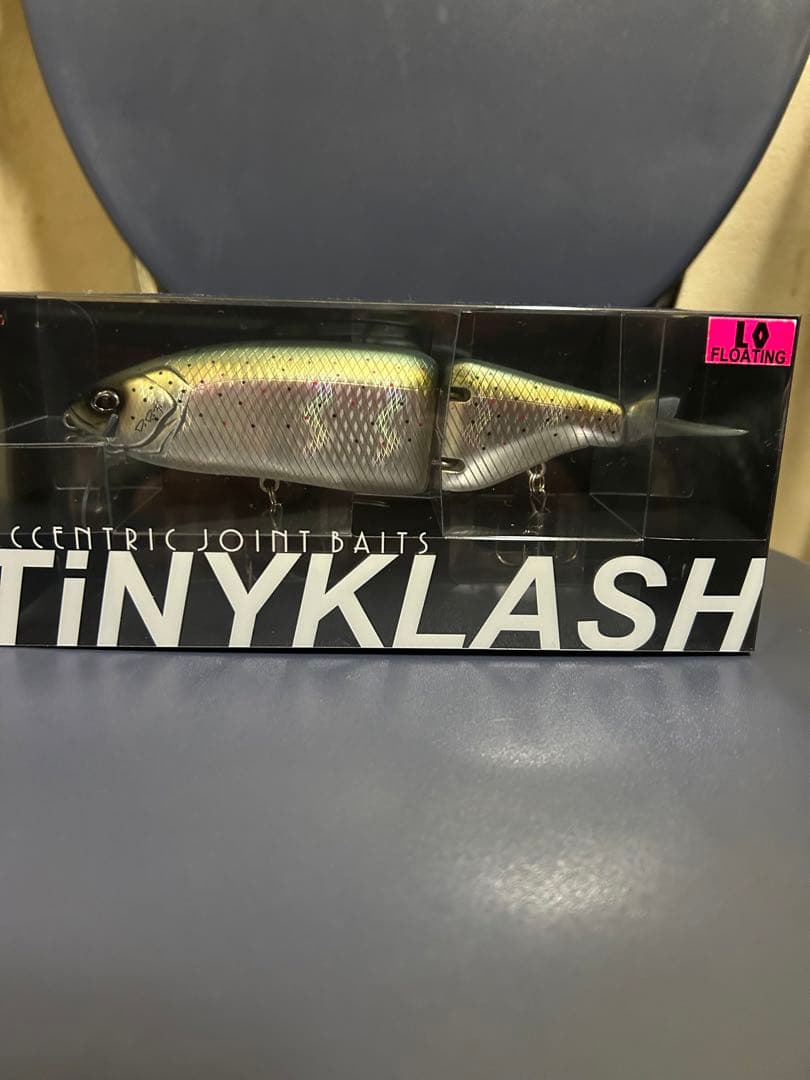 LO
FLOATING
CCENTRIC JOINT BAITS
TiNYKLASH